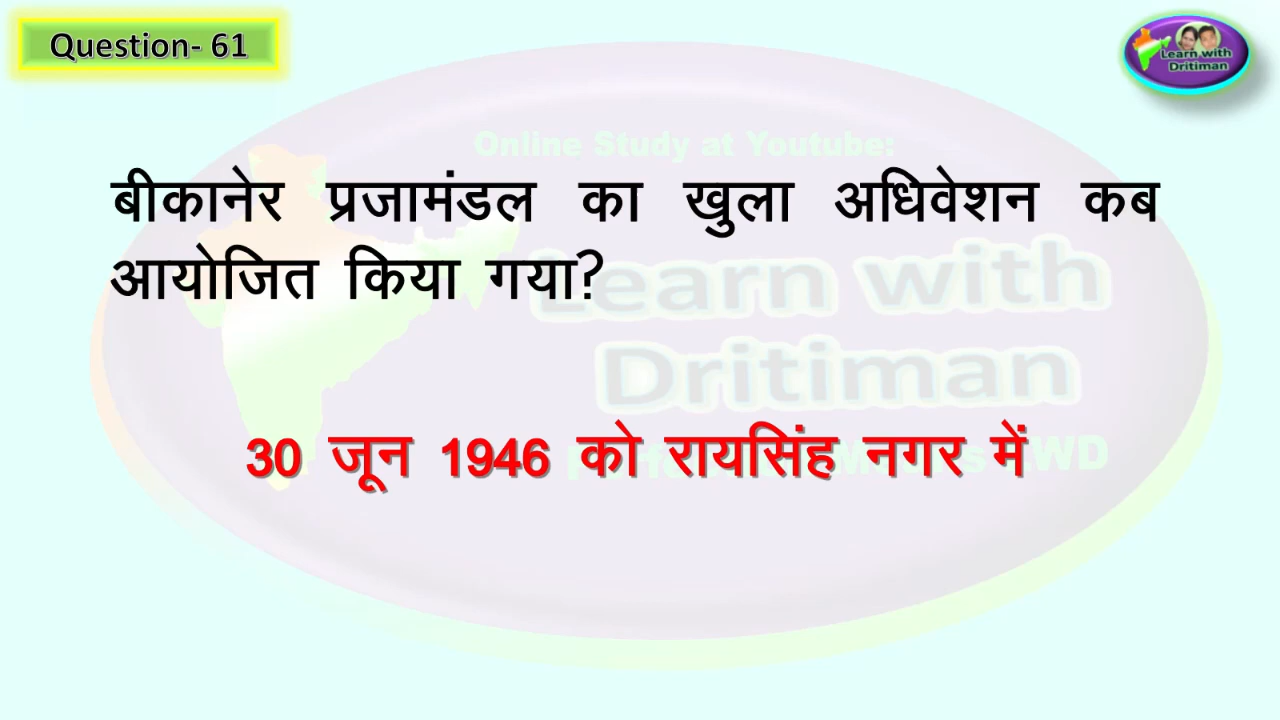 Question- 61
Learn with
Dritiman
Online Study at Youtube:
बीकानेर प्रजामंडल का खुला अधिवेशन कब
आयोजित किया गया?
Learn with
Dritiman
30 जून 1946 को रायसिंह नगर में